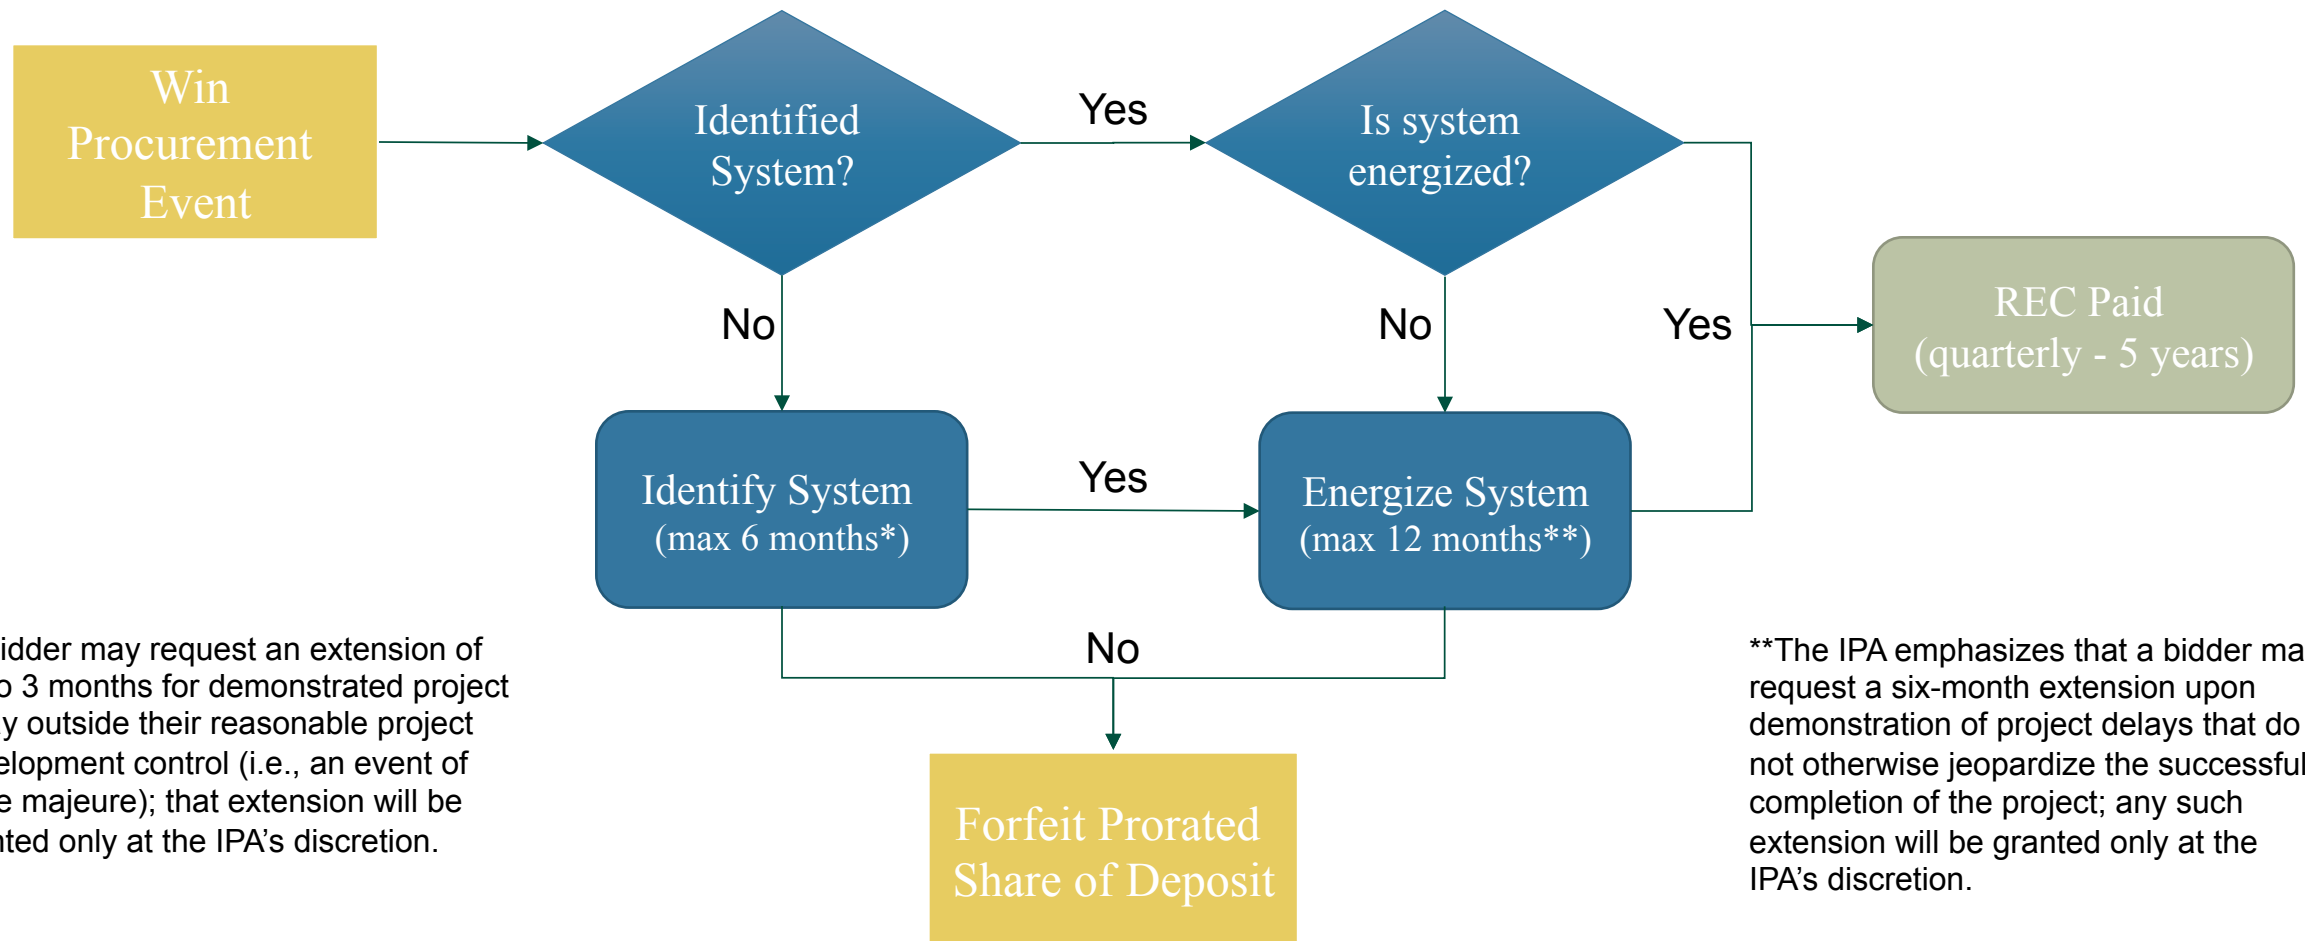 Win
Procurement
Event
Identified
System?
Yes
Is system
energized?
No
No
Yes
REC Paid
(quarterly - 5 years)
Identify System
(max 6 months*)
Yes
Energize System
(max 12 months**)
No
Forfeit Prorated
Share of Deposit
may request an extension of
3 months for demonstrated project
outside their reasonable project
control (i.e., an event of
majeure); that extension will be
only at the IPA’s discretion.
**The IPA emphasizes that a bidder
request a six-month extension upon
demonstration of project delays that do
not otherwise jeopardize the successful
completion of the project; any such
extension will be granted only at the
IPA’s discretion.